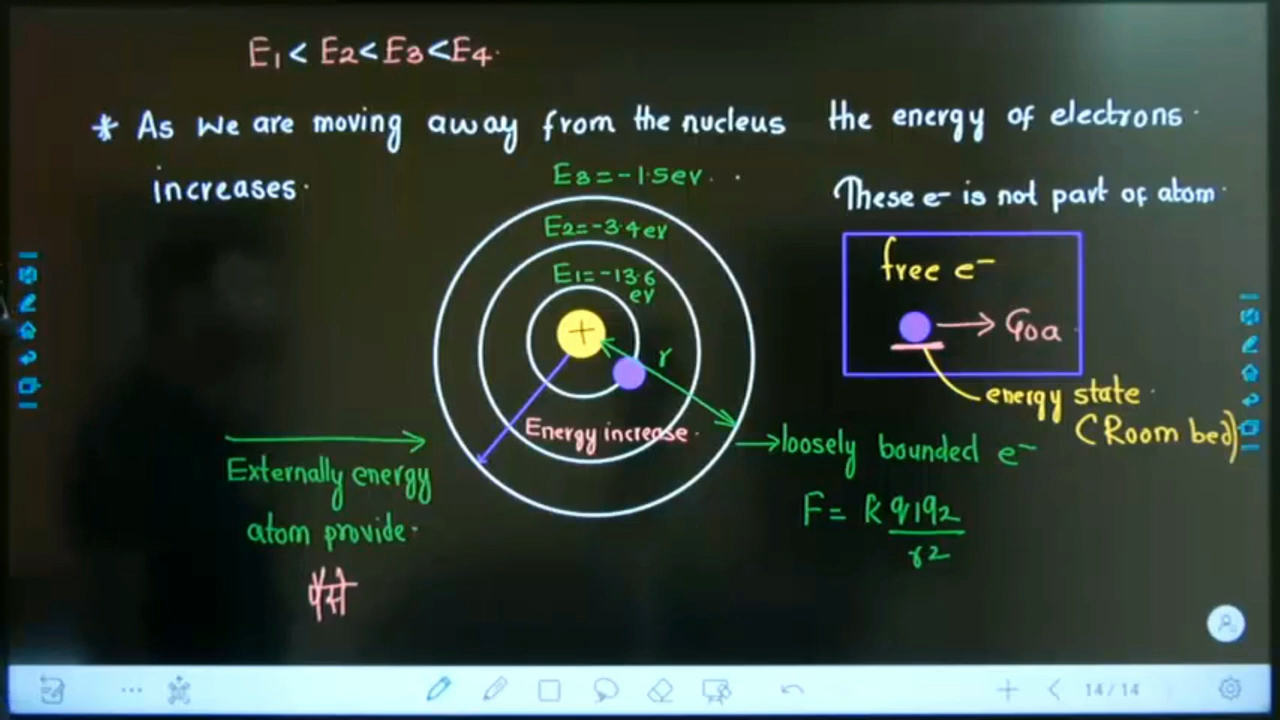 E1 < E2 < E3 < E4.
* As we are moving away from the nucleus the energy of electrons.
increases.
E3 = -1.5ev.
E2 = -3.4ev
E1 = -13.6
ev
+
r
Energy increase.
These e- is not part of atom.
free e-
→ Goa
energy state.
(Room bed)
→ loosely bounded e-
F = k q1q2
r2
Externally energy
atom provide.
पैसे
14/14